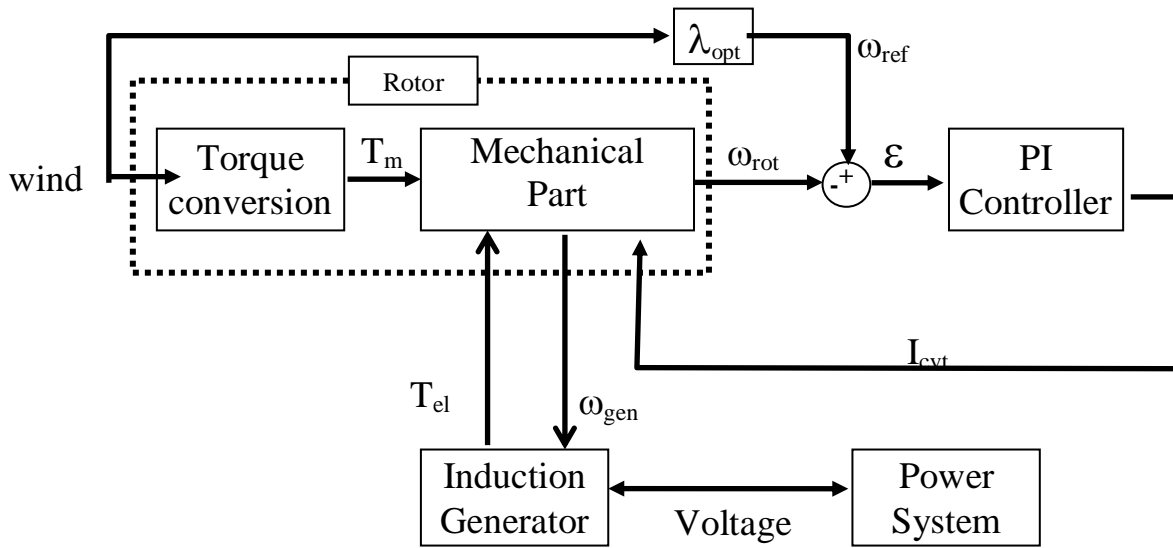 λopt
ωref
Rotor
wind
Torque
conversion
Tm
Mechanical
Part
ωrot
- +
ε
PI
Controller
Icvt
Tel
ωgen
Induction
Generator
Voltage
Power
System